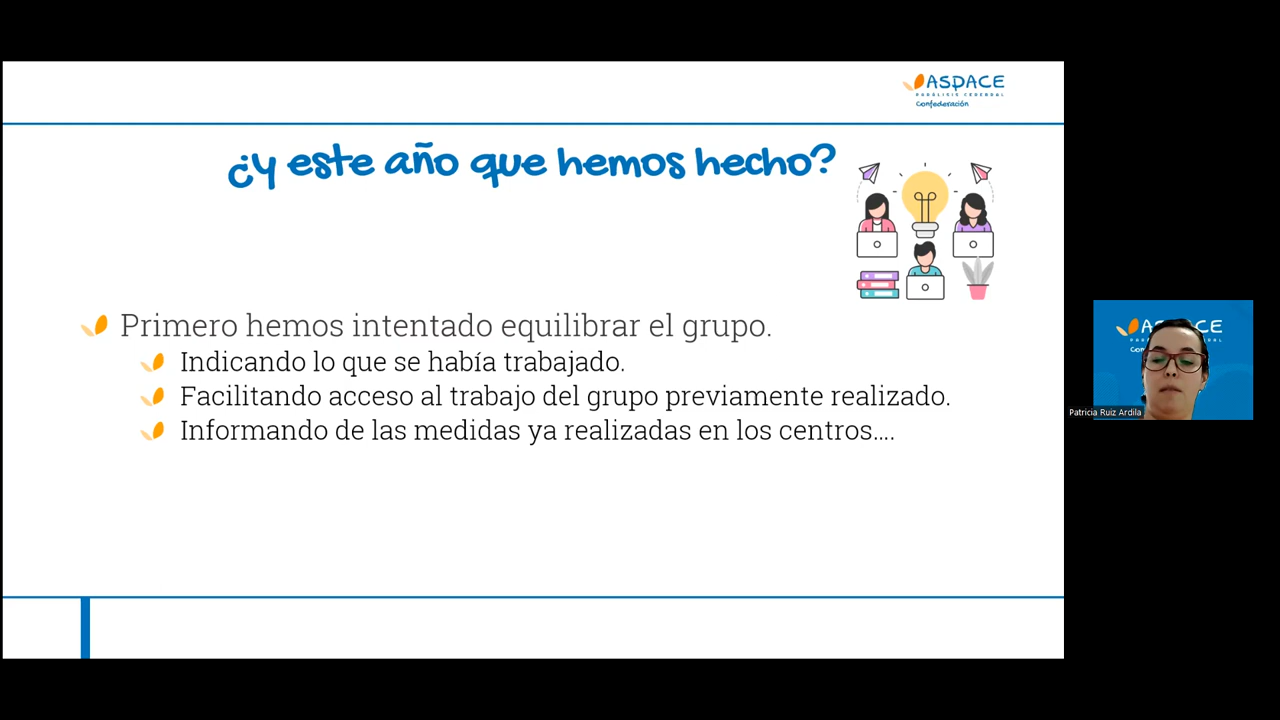 ASPACE
PARÁLISIS CEREBRAL
Confederación
¿y este año que hemos hecho?
Primero hemos intentado equilibrar el grupo.
Indicando lo que se había trabajado.
Facilitando acceso al trabajo del grupo previamente realizado.
Informando de las medidas ya realizadas en los centros....
Patricia Ruiz Ardila